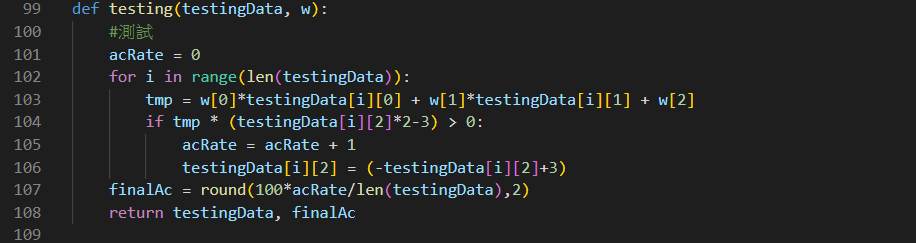 99 def testing(testingData, w):
100 #測試
101 acRate = 0
102 for i in range(len(testingData)):
103 tmp = w[0]*testingData[i][0] + w[1]*testingData[i][1] + w[2]
104 if tmp * (testingData[i][2]*2-3) > 0:
105 acRate = acRate + 1
106 testingData[i][2] = (-testingData[i][2]+3)
107 finalAc = round(100*acRate/len(testingData),2)
108 return testingData, finalAc
109